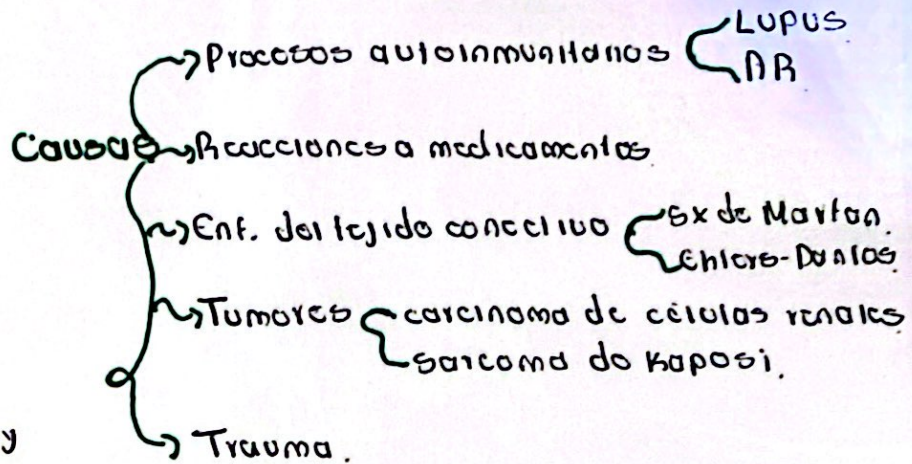 Causas
Procesos autoinmunitarios
LUPUS
AR
Reacciones a medicamentos
Enf. del tejido conectivo
Sx de Marfan.
Ehlers-Danlos
Tumores
carcinoma de células renales
sarcoma de Kaposi.
y
Trauma.